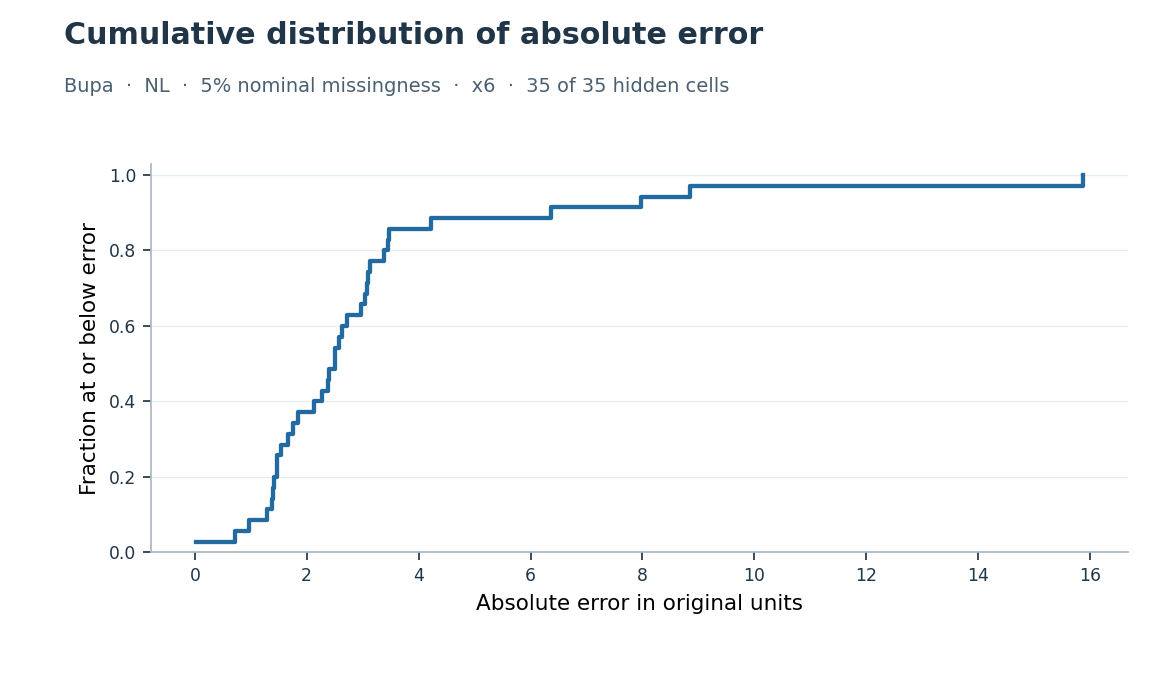 Cumulative distribution of absolute error
Bupa · NL · 5% nominal missingness · x6 · 35 of 35 hidden cells
Fraction at or below error
1.0
0.8
0.6
0.4
0.2
0.0
0 2 4 6 8 10 12 14 16
Absolute error in original units